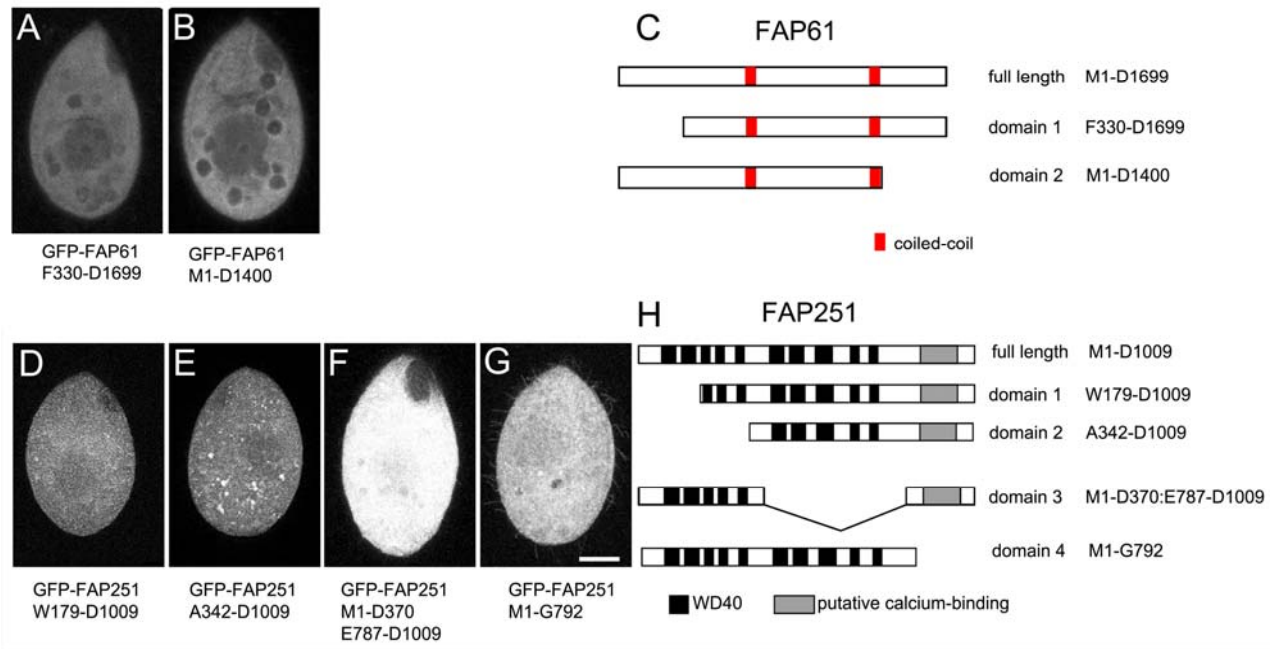 A
B
GFP-FAP61
F330-D1699
GFP-FAP61
M1-D1400
C FAP61
full length M1-D1699
domain 1 F330-D1699
domain 2 M1-D1400
coiled-coil
D
E
F
G
GFP-FAP251
W179-D1009
GFP-FAP251
A342-D1009
GFP-FAP251
M1-D370
E787-D1009
GFP-FAP251
M1-G792
H FAP251
full length M1-D1009
domain 1 W179-D1009
domain 2 A342-D1009
domain 3 M1-D370:E787-D1009
domain 4 M1-G792
WD40 putative calcium-binding